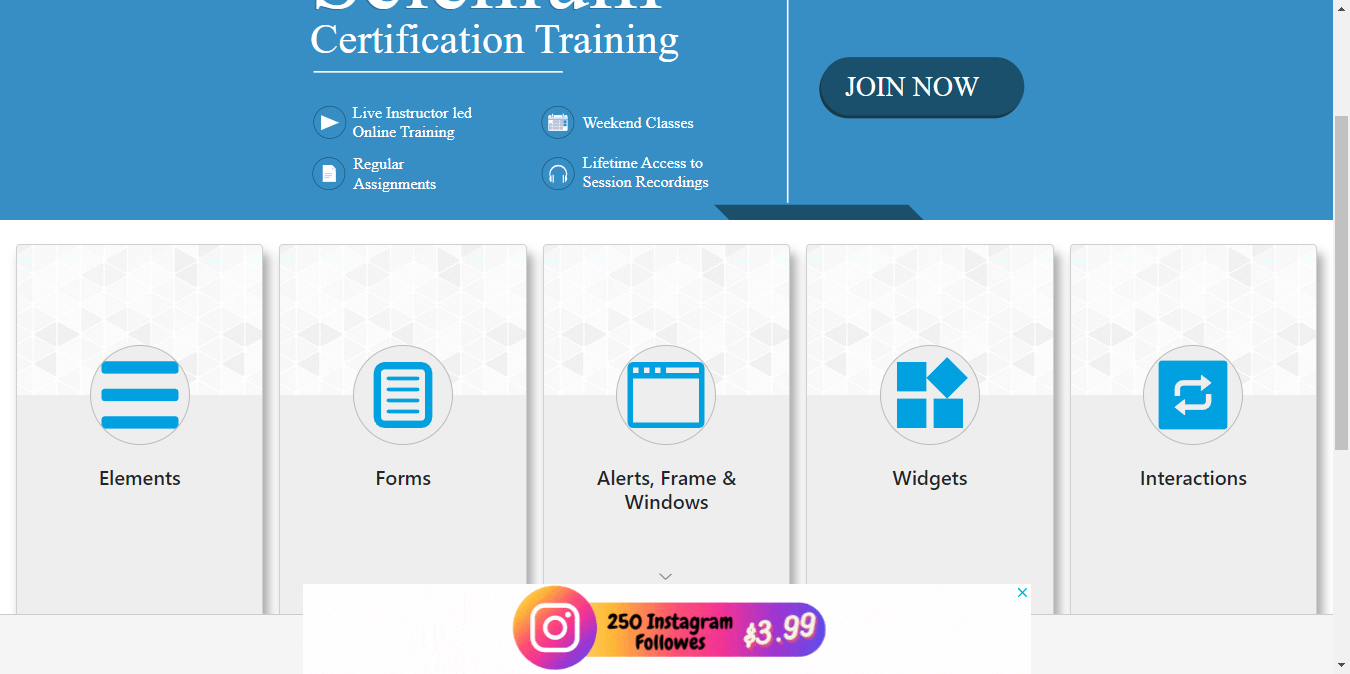 Selenium
Certification Training
JOIN NOW
Live Instructor led
Online Training
Weekend Classes
Regular
Assignments
Lifetime Access to
Session Recordings
Elements
Forms
Alerts, Frame &
Windows
Widgets
Interactions
250 Instagram
Followes
$3.99